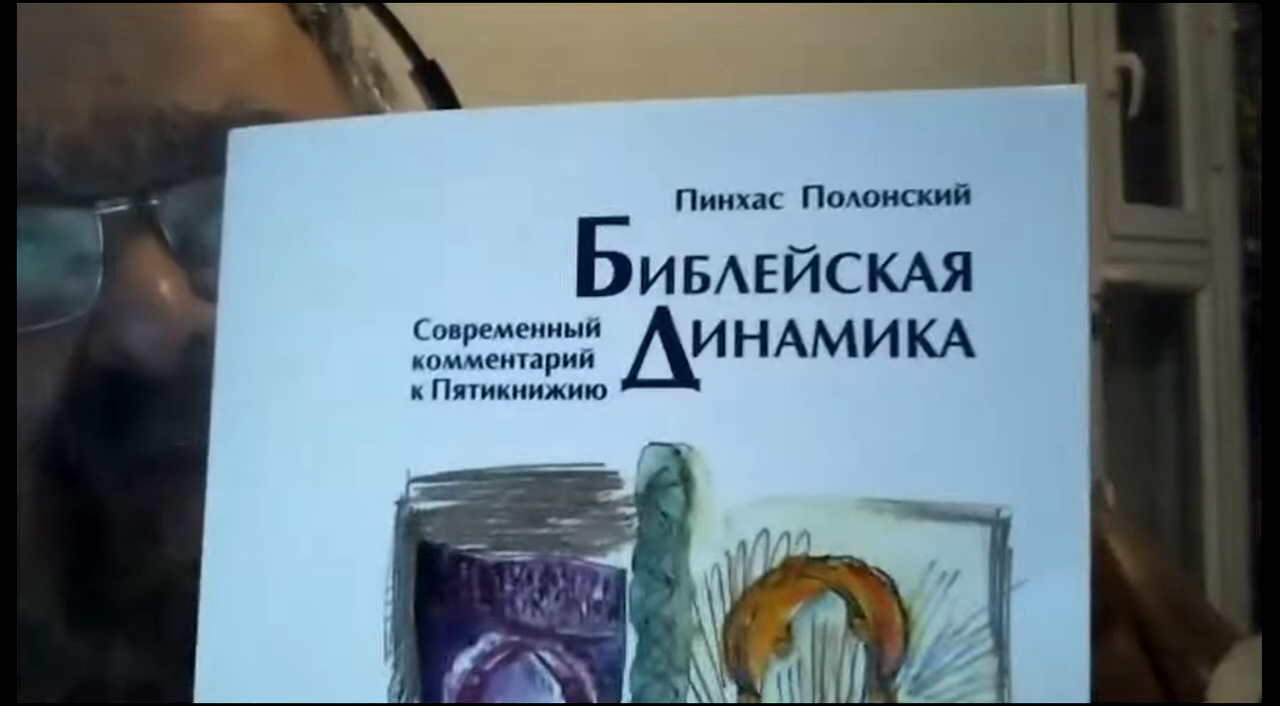 Пинхас Полонский
Библейская
Динамика
Современный
комментарий
к Пятикнижию